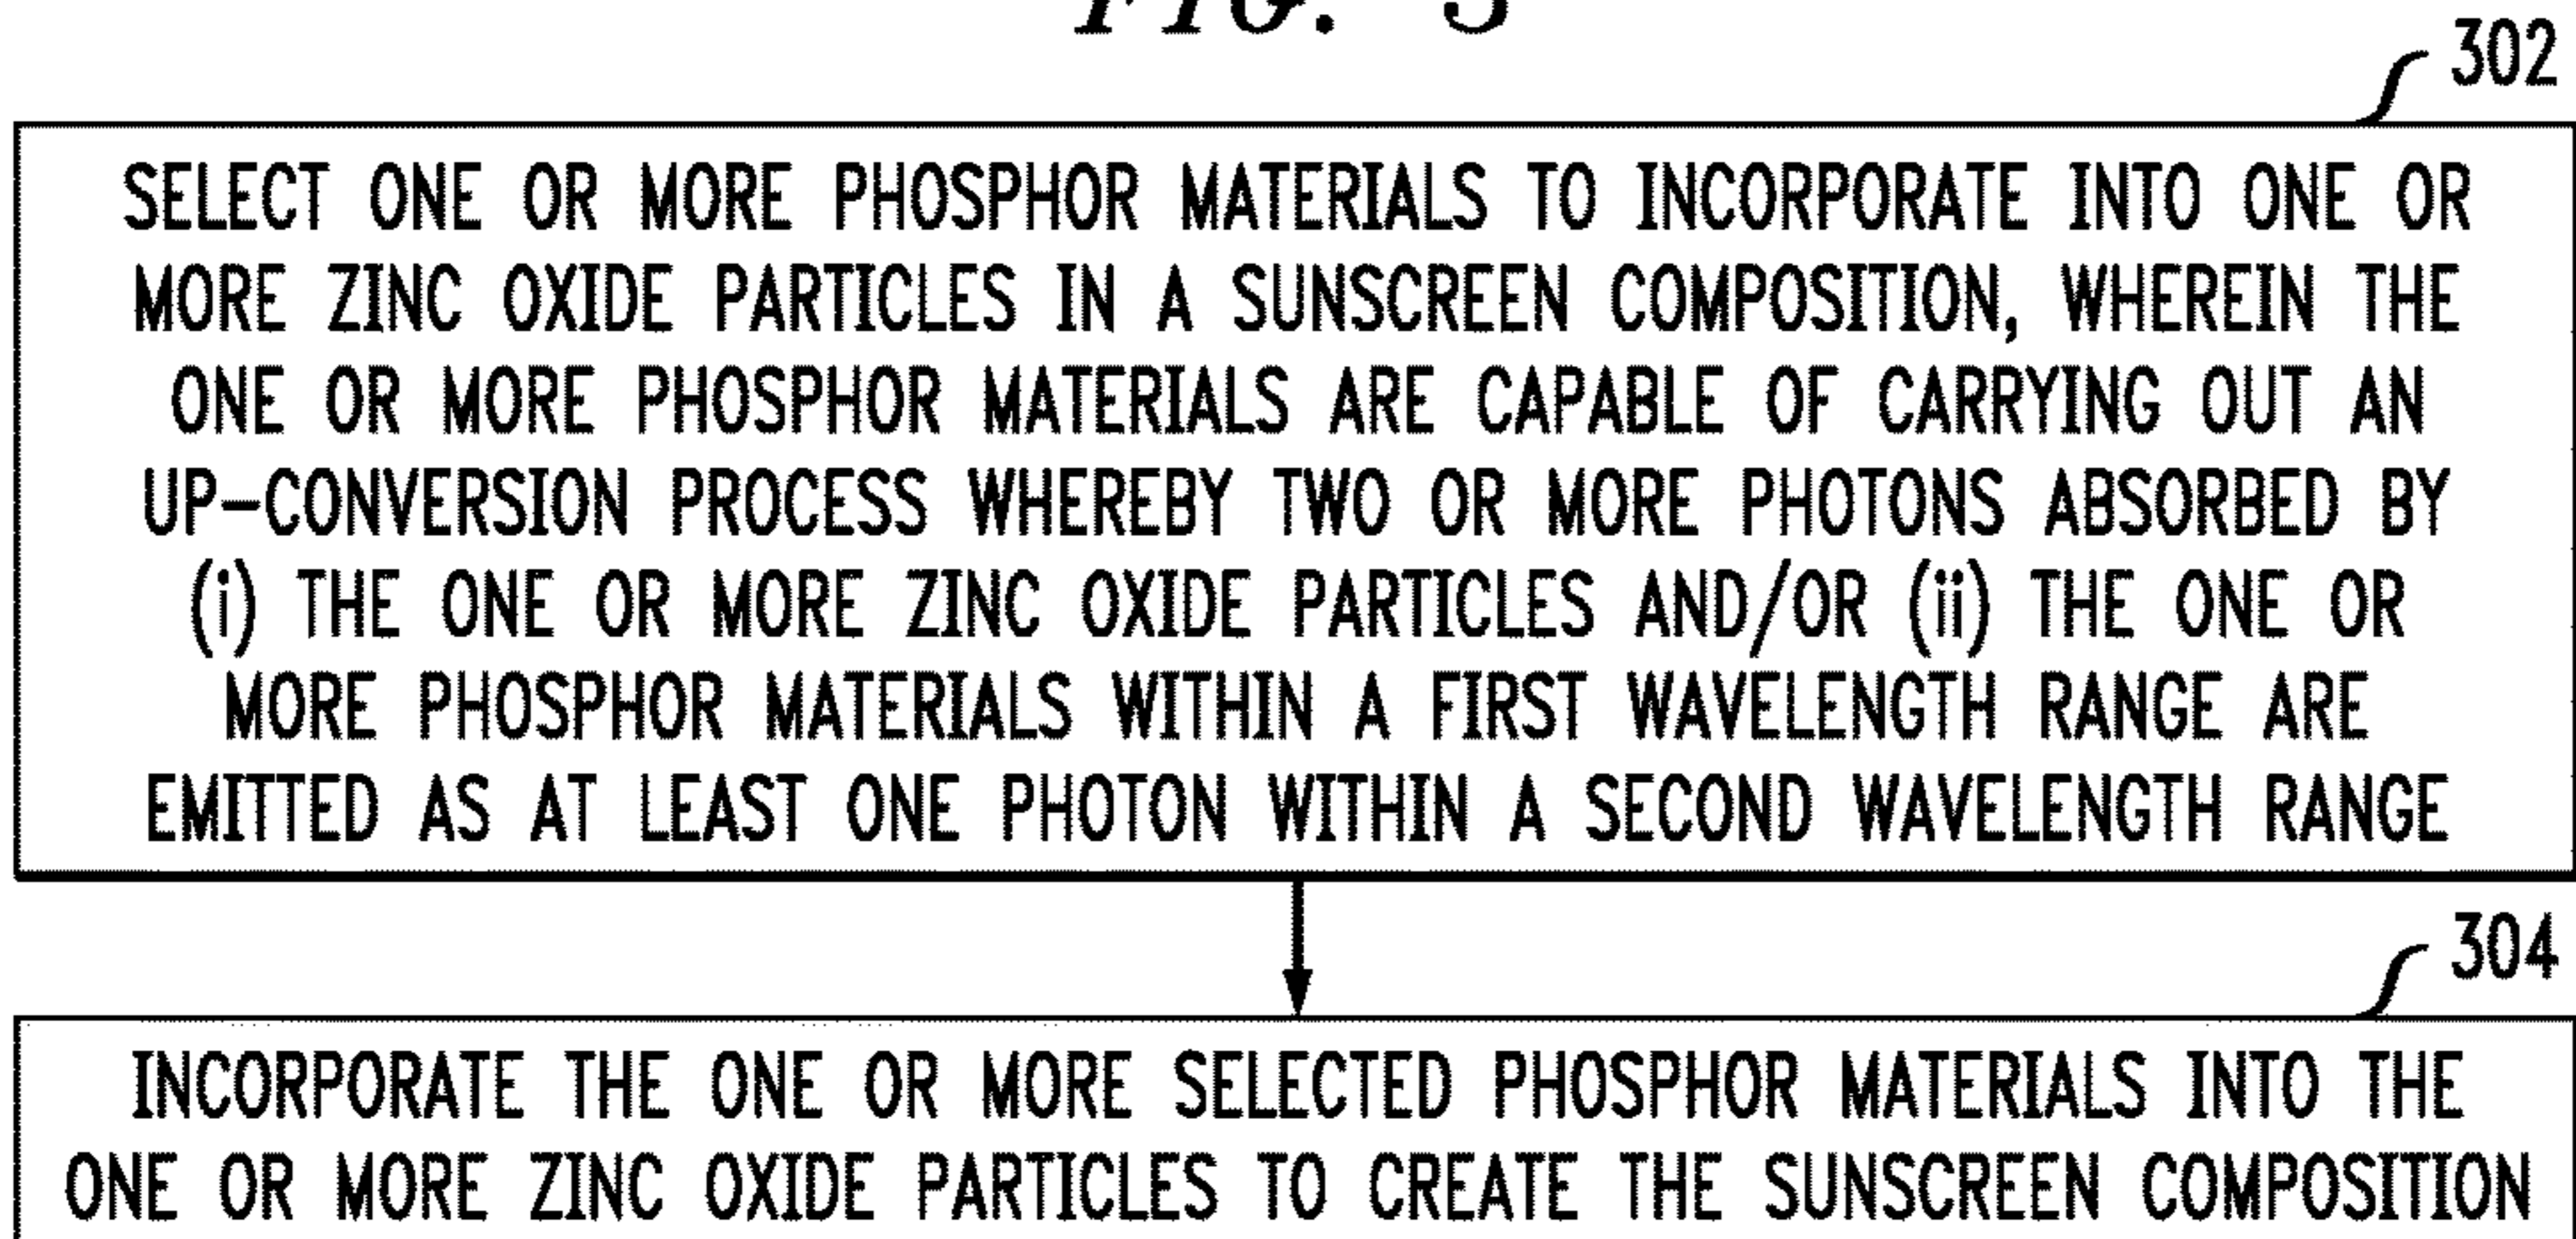 FIG. 3
302
SELECT ONE OR MORE PHOSPHOR MATERIALS TO INCORPORATE INTO ONE OR
MORE ZINC OXIDE PARTICLES IN A SUNSCREEN COMPOSITION, WHEREIN THE
ONE OR MORE PHOSPHOR MATERIALS ARE CAPABLE OF CARRYING OUT AN
UP-CONVERSION PROCESS WHEREBY TWO OR MORE PHOTONS ABSORBED BY
(i) THE ONE OR MORE ZINC OXIDE PARTICLES AND/OR (ii) THE ONE OR
MORE PHOSPHOR MATERIALS WITHIN A FIRST WAVELENGTH RANGE ARE
EMITTED AS AT LEAST ONE PHOTON WITHIN A SECOND WAVELENGTH RANGE
304
INCORPORATE THE ONE OR MORE SELECTED PHOSPHOR MATERIALS INTO THE
ONE OR MORE ZINC OXIDE PARTICLES TO CREATE THE SUNSCREEN COMPOSITION